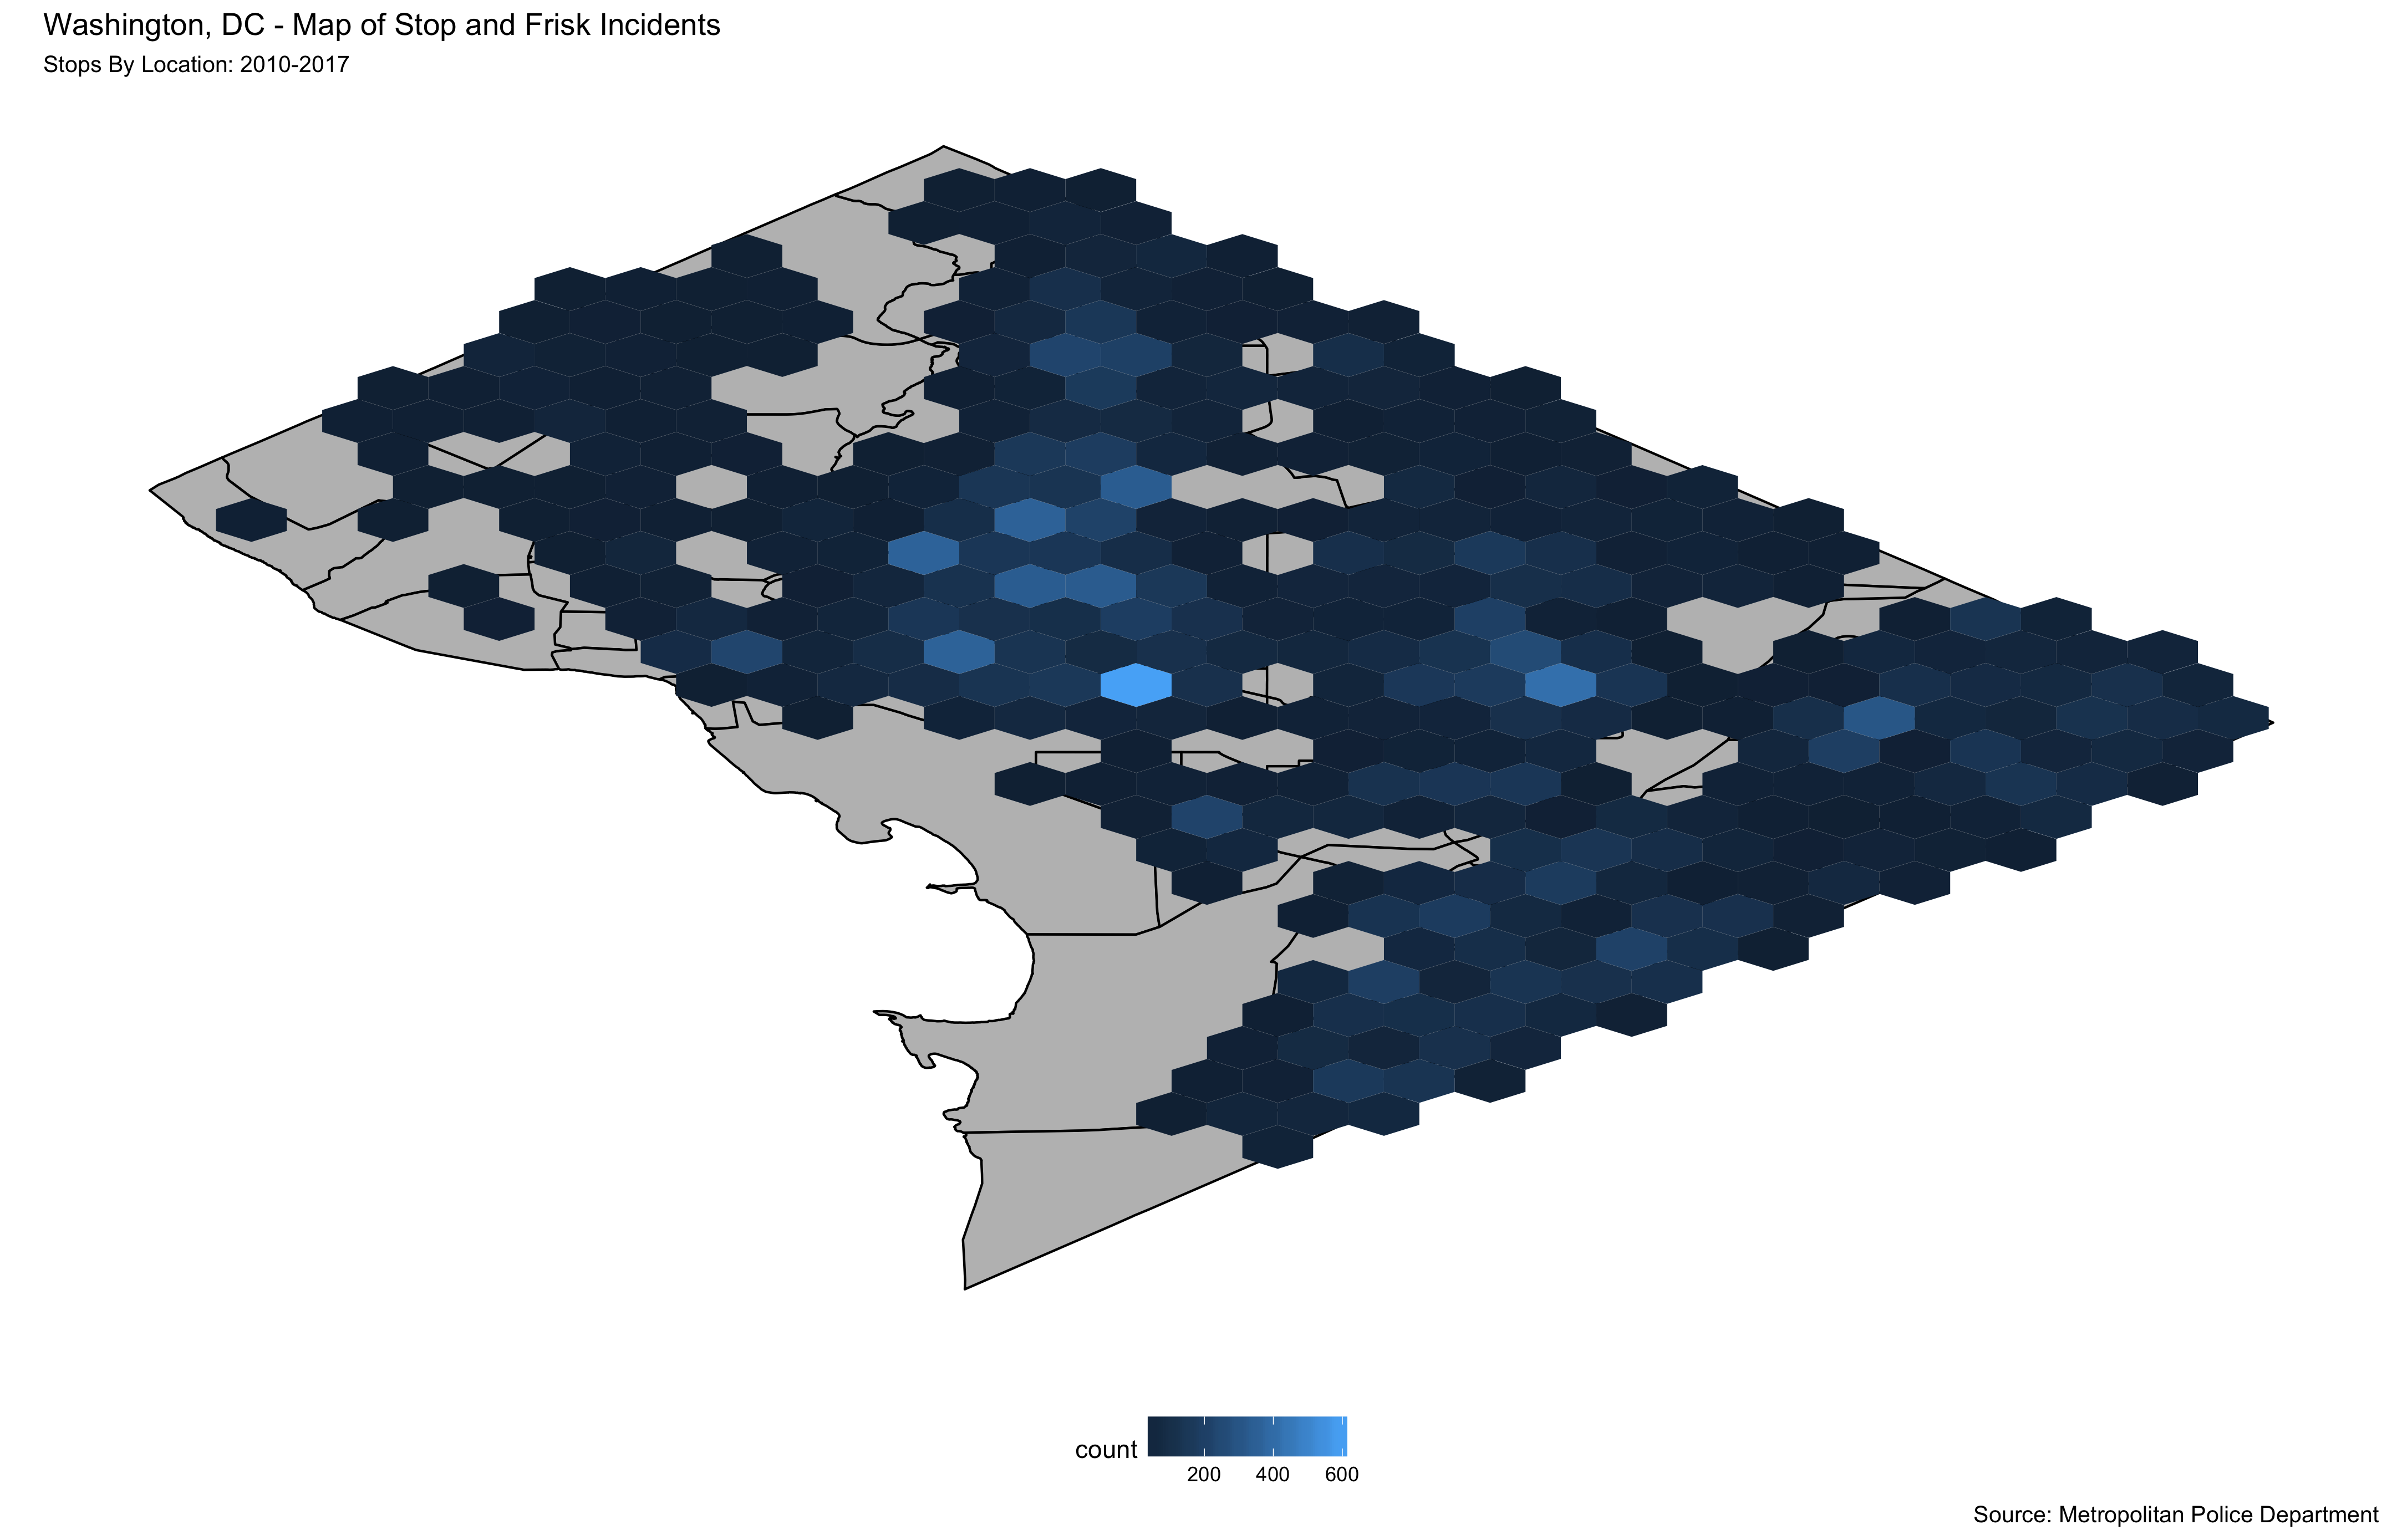 Washington, DC - Map of Stop and Frisk Incidents
Stops By Location: 2010-2017
count
200 400 600
Source: Metropolitan Police Department